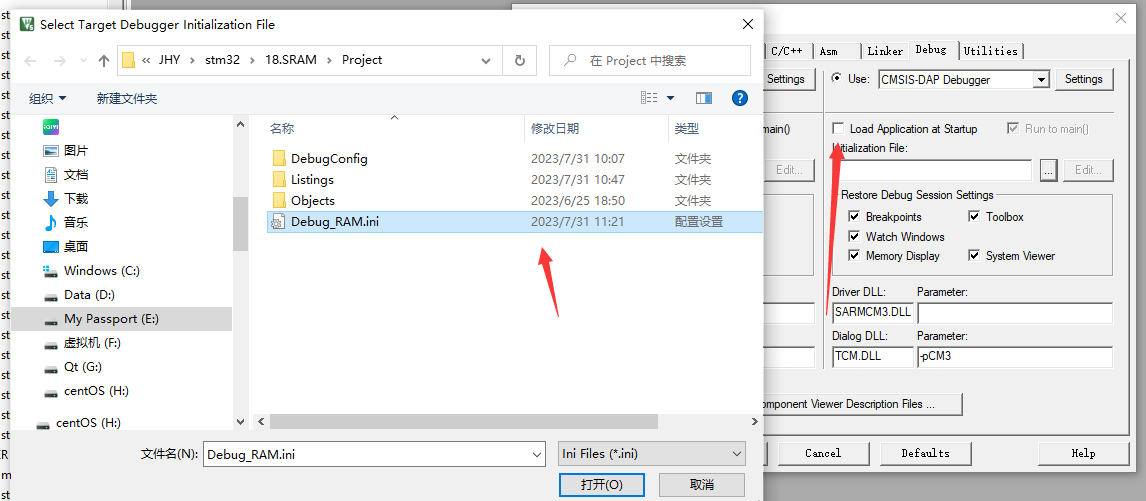 Select Target Debugger Initialization File
« JHY > stm32 > 18.SRAM > Project
在 Project 中搜索
组织
新建文件夹
图片
文档
下载
音乐
桌面
Windows (C:)
Data (D:)
My Passport (E:)
虚拟机 (F:)
Qt (G:)
centOS (H:)
centOS (H:)
名称 修改日期 类型
DebugConfig 2023/7/31 10:07 文件夹
Listings 2023/7/31 10:47 文件夹
Objects 2023/6/25 18:50 文件夹
Debug_RAM.ini 2023/7/31 11:21 配置设置
文件名(N): Debug_RAM.ini Ini Files (*.ini)
打开(O) 取消
C/C++ Asm Linker Debug Utilities
Settings
Use: CMSIS-DAP Debugger Settings
main()
Load Application at Startup Run to main()
Initialization File:
Edit...
... Edit...
Restore Debug Session Settings
Breakpoints Toolbox
Watch Windows
Memory Display System Viewer
Driver DLL: Parameter:
SARMCM3.DLL
Dialog DLL: Parameter:
TCM.DLL -pCM3
omponent Viewer Description Files ...
Cancel Defaults Help